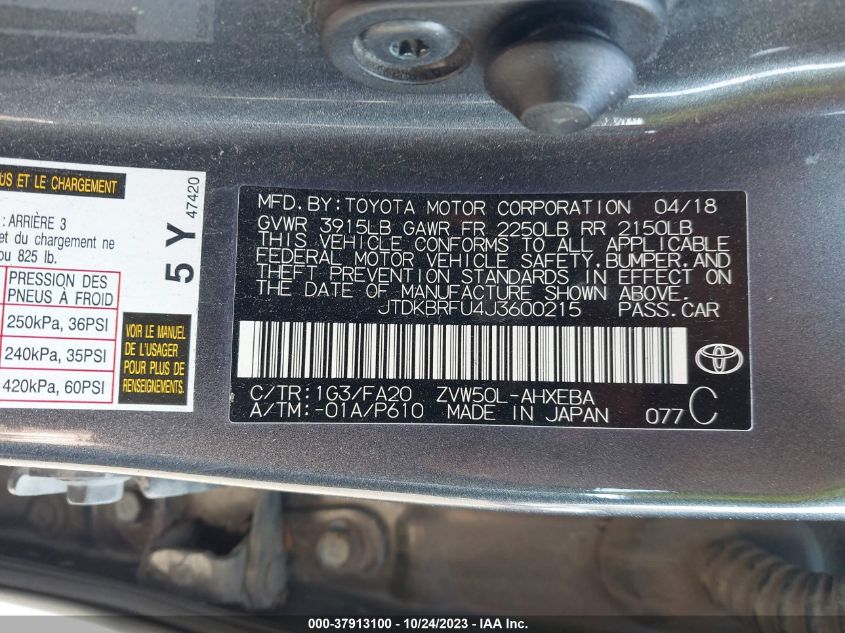 US ET LE CHARGEMENT
: ARRIÈRE 3
et du chargement ne
ou 825 lb.
PRESSION DES
PNEUS À FROID
250kPa, 36PSI
240kPa, 35PSI
420kPa, 60PSI
VOIR LE MANUEL
DE L'USAGER
POUR PLUS DE
RENSEIGNEMENTS
5 Y
47420
MFD. BY: TOYOTA MOTOR CORPORATION 04/18
GVWR 3915LB GAWR FR 2250LB RR 2150LB
THIS VEHICLE CONFORMS TO ALL APPLICABLE
FEDERAL MOTOR VEHICLE SAFETY, BUMPER, AND
THEFT PREVENTION STANDARDS IN EFFECT ON
THE DATE OF MANUFACTURE SHOWN ABOVE.
JTDKBRFU4J3600215 PASS. CAR
C/TR: 1G3/FA20 ZVW50L-AHXEBA
A/TM: -01A/P610 MADE IN JAPAN 077 C
000-37913100 - 10/24/2023 - IAA Inc.